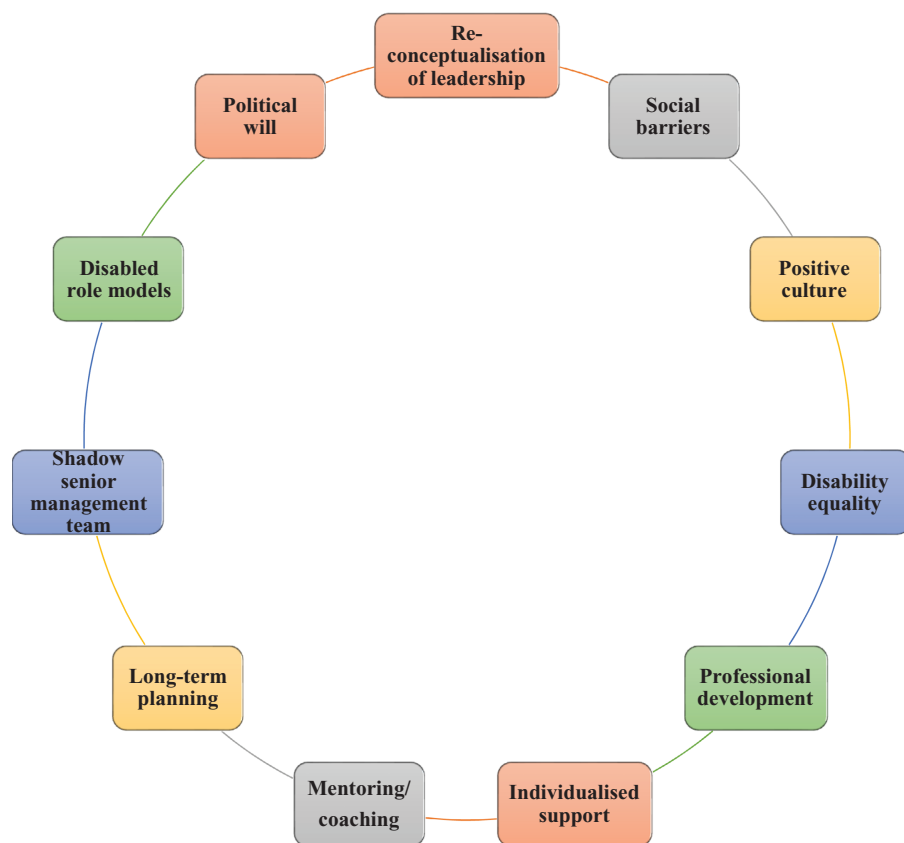 Re-
conceptualisation
of leadership
Social
barriers
Positive
culture
Disability
equality
Professional
development
Individualised
support
Mentoring/
coaching
Long-term
planning
Shadow
senior
management
team
Disabled
role models
Political
will